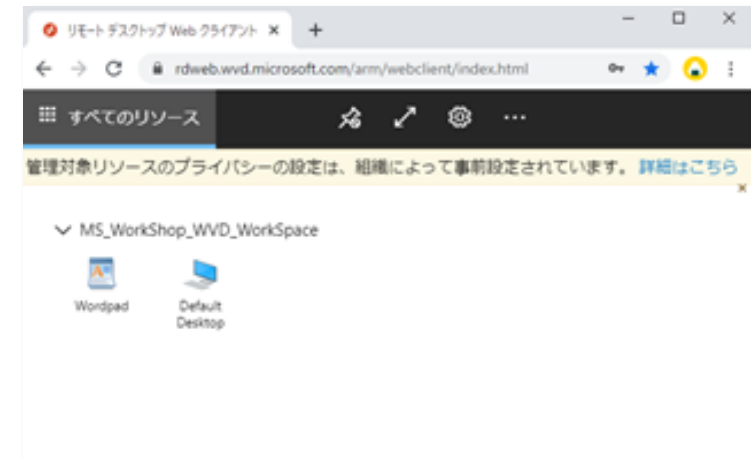 リモート デスクトップ Web クライアント
rdweb.wvd.microsoft.com/arm/webclient/index.html
すべてのリソース
管理対象リソースのプライバシーの設定は、組織によって事前設定されています。 詳細はこちら
MS_WorkShop_WVD_WorkSpace
Wordpad
Default
Desktop